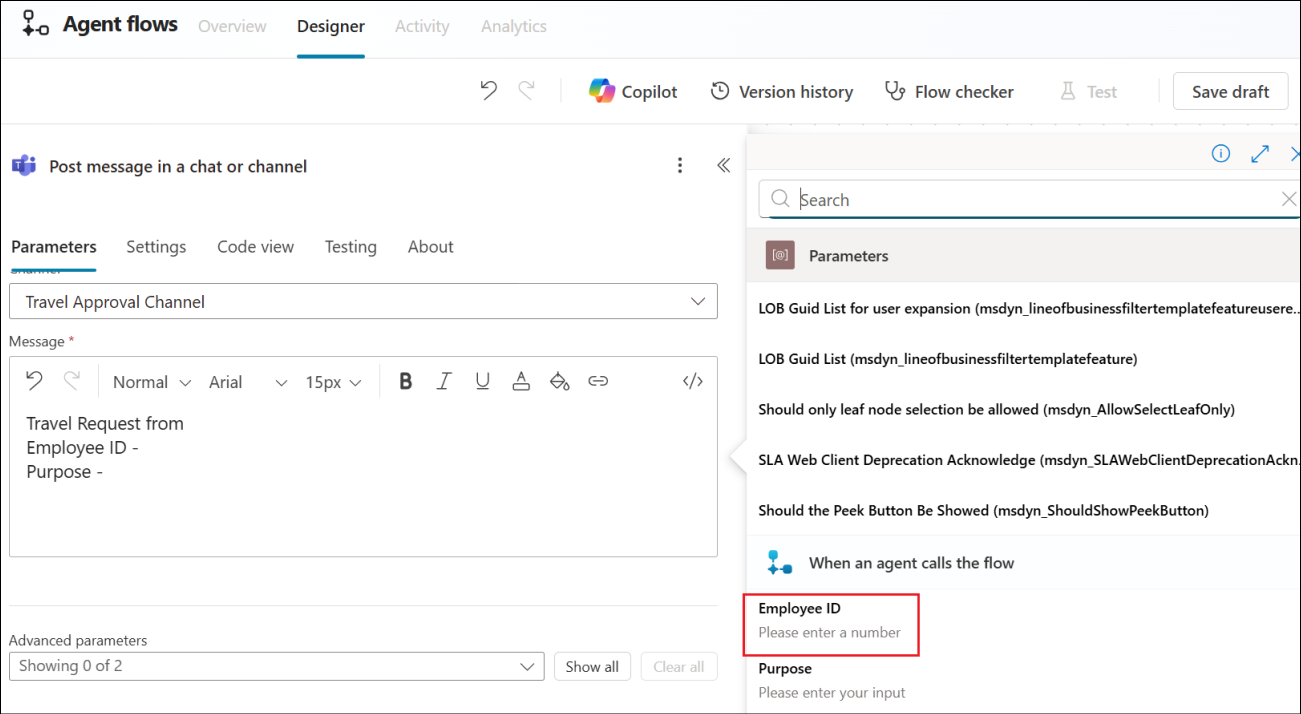 Agent flows Overview Designer Activity Analytics
Copilot Version history Flow checker Test Save draft
Post message in a chat or channel
Search
Parameters Settings Code view Testing About
Parameters
Travel Approval Channel
LOB Guid List for user expansion (msdyn_lineofbusinessfiltertemplatefeatureusere...
Message *
LOB Guid List (msdyn_lineofbusinessfiltertemplatefeature)
Normal Arial 15px B I U A </>
Should only leaf node selection be allowed (msdyn_AllowSelectLeafOnly)
Travel Request from
Employee ID -
Purpose -
SLA Web Client Deprecation Acknowledge (msdyn_SLAWebClientDeprecationAckn...
Should the Peek Button Be Showed (msdyn_ShouldShowPeekButton)
When an agent calls the flow
Employee ID
Please enter a number
Purpose
Please enter your input
Advanced parameters
Showing 0 of 2 Show all Clear all